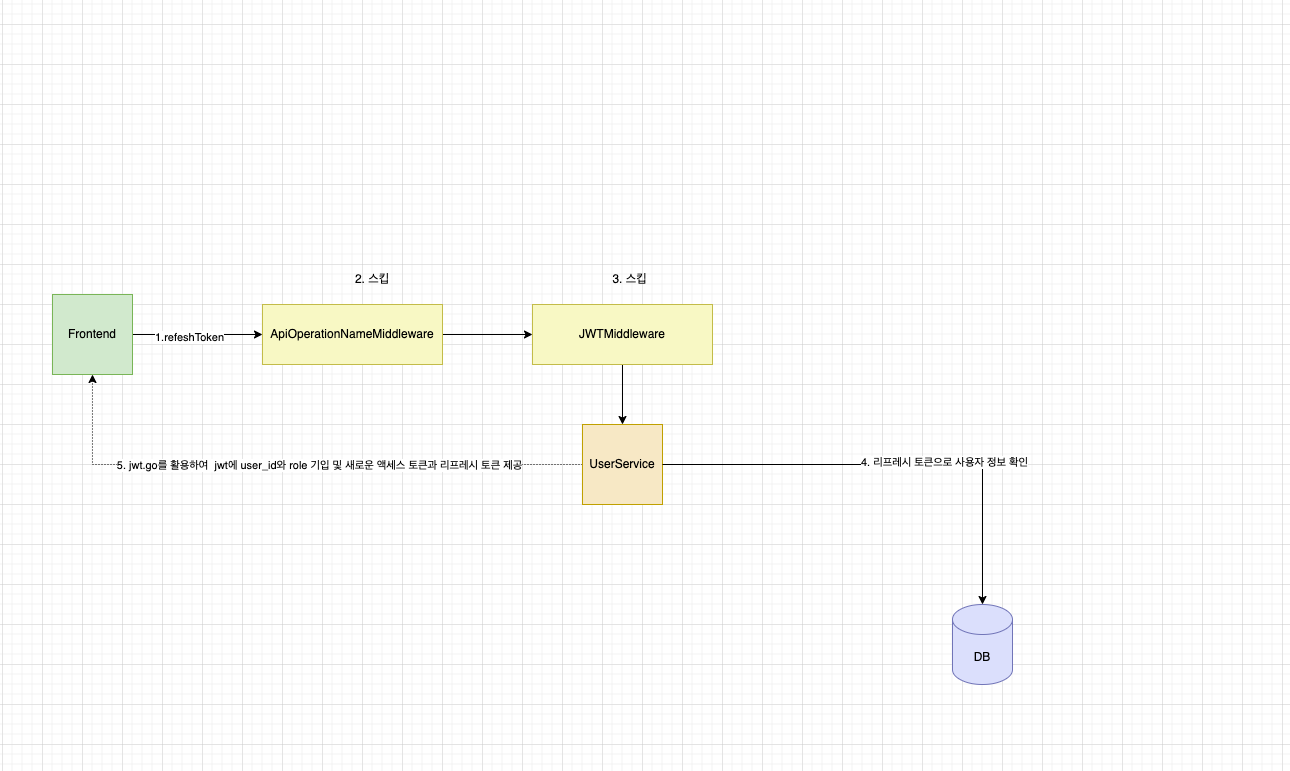 2. 스킵
3. 스킵
Frontend
1.refeshToken
ApiOperationNameMiddleware
JWTMiddleware
5. jwt.go를 활용하여 jwt에 user_id와 role 기입 및 새로운 액세스 토큰과 리프레시 토큰 제공
UserService
4. 리프레시 토큰으로 사용자 정보 확인
DB